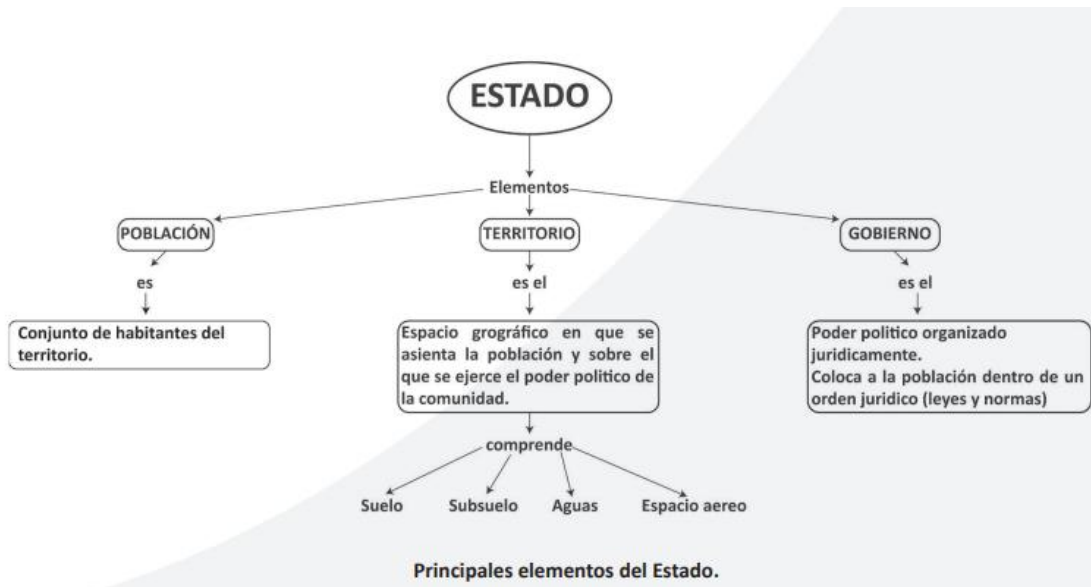 ESTADO
Elementos
POBLACIÓN
TERRITORIO
GOBIERNO
es
es el
es el
Conjunto de habitantes del
territorio.
Espacio grográfico en que se
asienta la población y sobre el
que se ejerce el poder politico de
la comunidad.
Poder politico organizado
juridicamente.
Coloca a la población dentro de un
orden juridico (leyes y normas)
comprende
Suelo
Subsuelo
Aguas
Espacio aereo
Principales elementos del Estado.